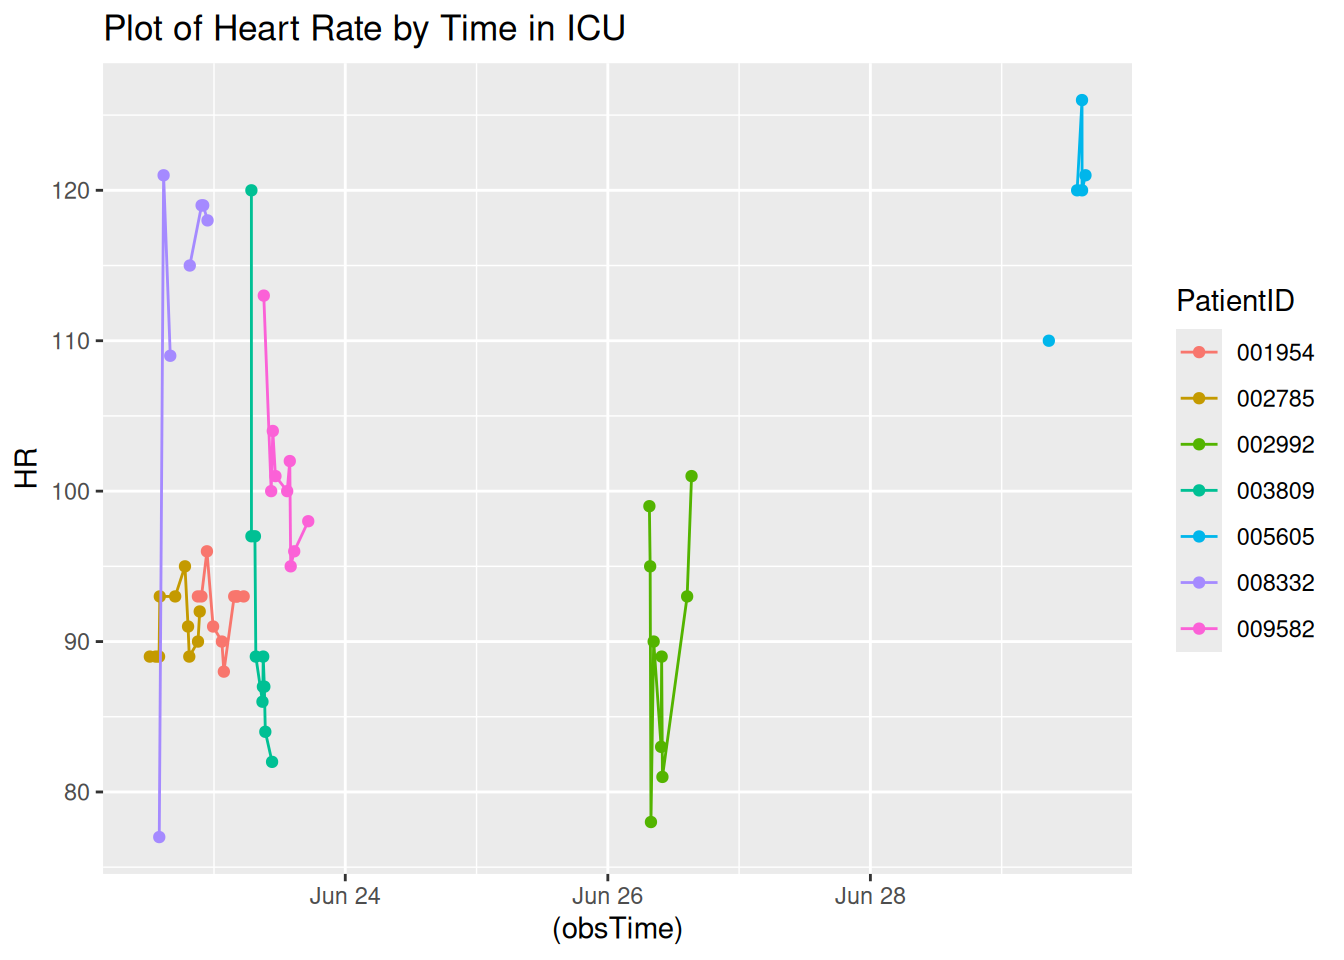 Plot of Heart Rate by Time in ICU
120
110
100
90
80
HR
Jun 24
Jun 26
Jun 28
(obsTime)
PatientID
001954
002785
002992
003809
005605
008332
009582